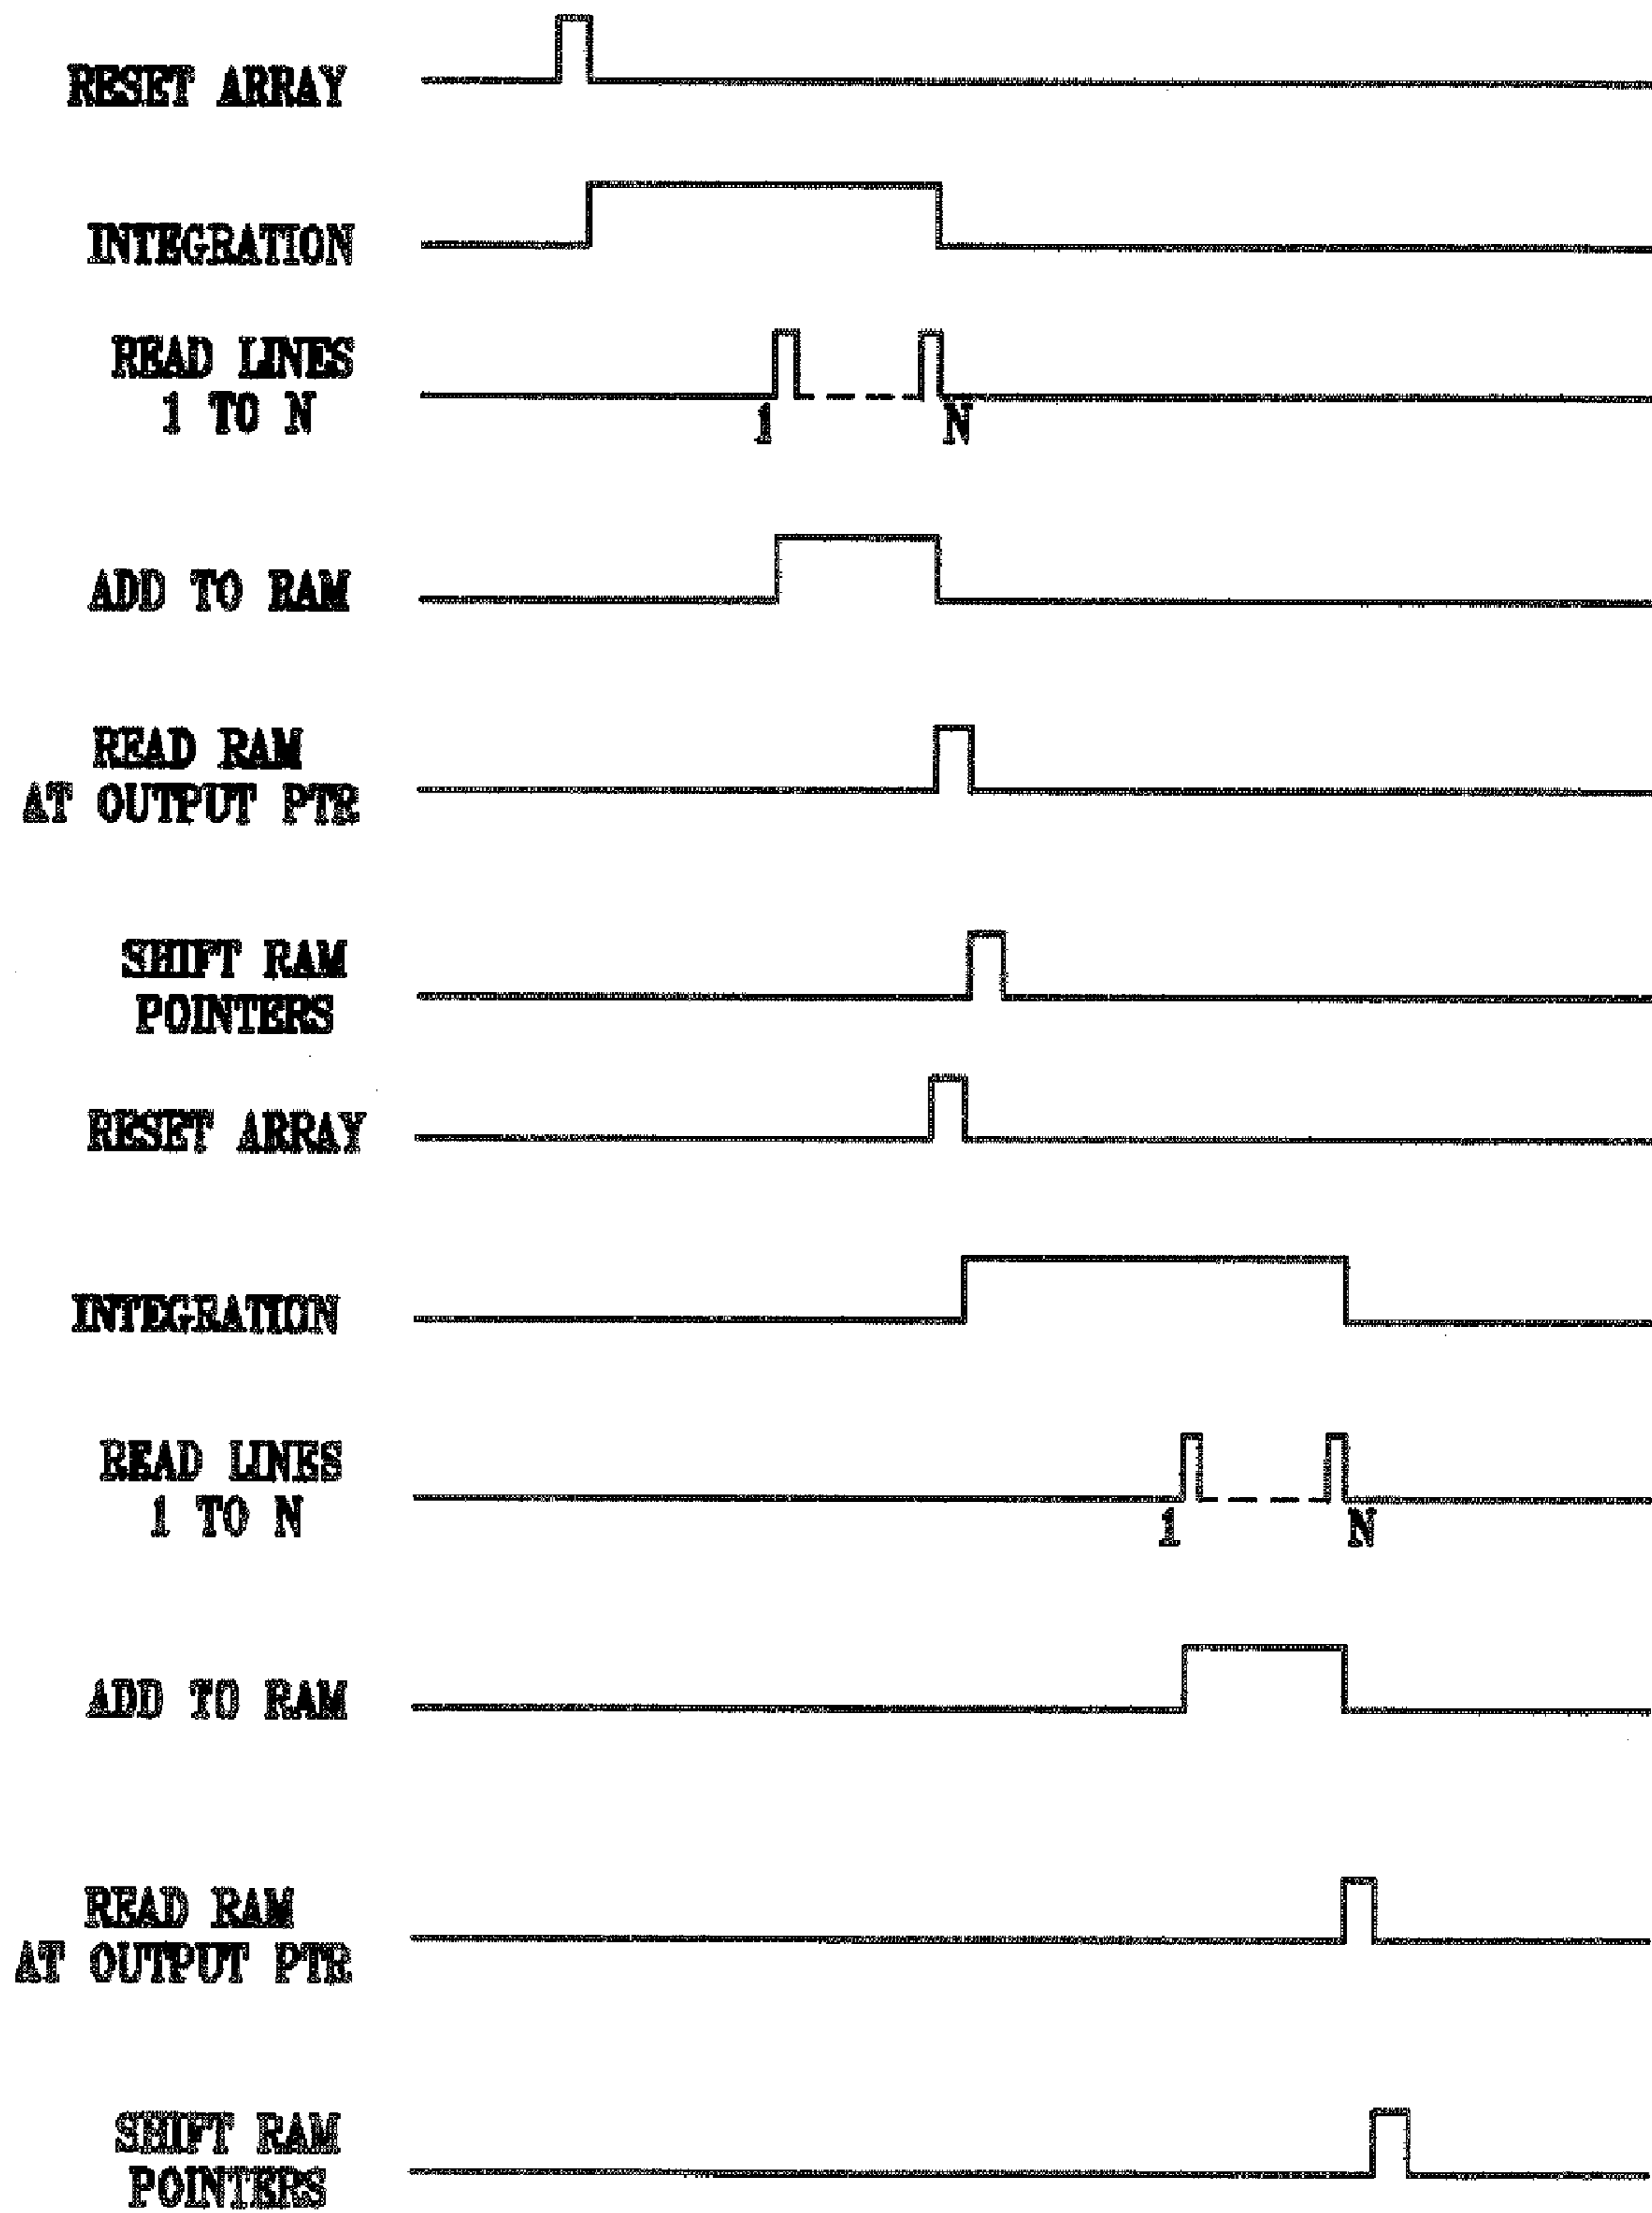 RESET ARRAY
INTEGRATION
READ LINES
1 TO N
1
N
ADD TO RAM
READ RAM
AT OUTPUT PTR
SHIFT RAM
POINTERS
RESET ARRAY
INTEGRATION
READ LINES
1 TO N
1
N
ADD TO RAM
READ RAM
AT OUTPUT PTR
SHIFT RAM
POINTERS